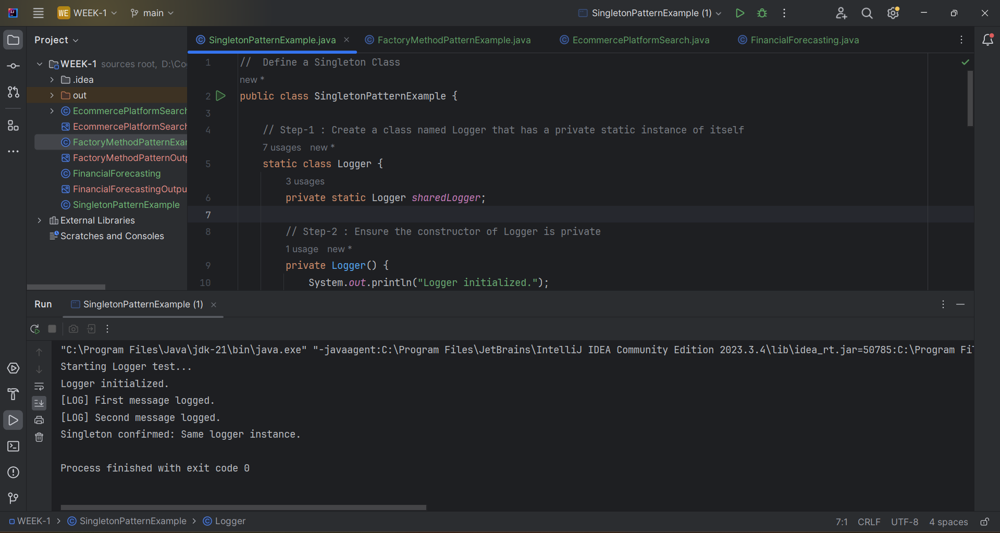 WE WEEK-1 main SingletonPatternExample (1)
Project
SingletonPatternExample.java FactoryMethodPatternExample.java EcommercePlatformSearch.java FinancialForecasting.java
WEEK-1 sources root, D:\Co
.idea
out
EcommercePlatformSearch
EcommercePlatformSearch
FactoryMethodPatternExar
FactoryMethodPatternOutp
FinancialForecasting
FinancialForecastingOutpu
SingletonPatternExample
External Libraries
Scratches and Consoles
1 // Define a Singleton Class
new *
2 public class SingletonPatternExample {
3
4 // Step-1 : Create a class named Logger that has a private static instance of itself
7 usages new *
5 static class Logger {
3 usages
6 private static Logger sharedLogger;
7
8 // Step-2 : Ensure the constructor of Logger is private
1 usage new *
9 private Logger() {
10 System.out.println("Logger initialized.");
Run SingletonPatternExample (1)
"C:\Program Files\Java\jdk-21\bin\java.exe" "-javaagent:C:\Program Files\JetBrains\IntelliJ IDEA Community Edition 2023.3.4\lib\idea_rt.jar=50785:C:\Program Fi
Starting Logger test...
Logger initialized.
[LOG] First message logged.
[LOG] Second message logged.
Singleton confirmed: Same logger instance.
Process finished with exit code 0
WEEK-1 > SingletonPatternExample > Logger
7:1 CRLF UTF-8 4 spaces